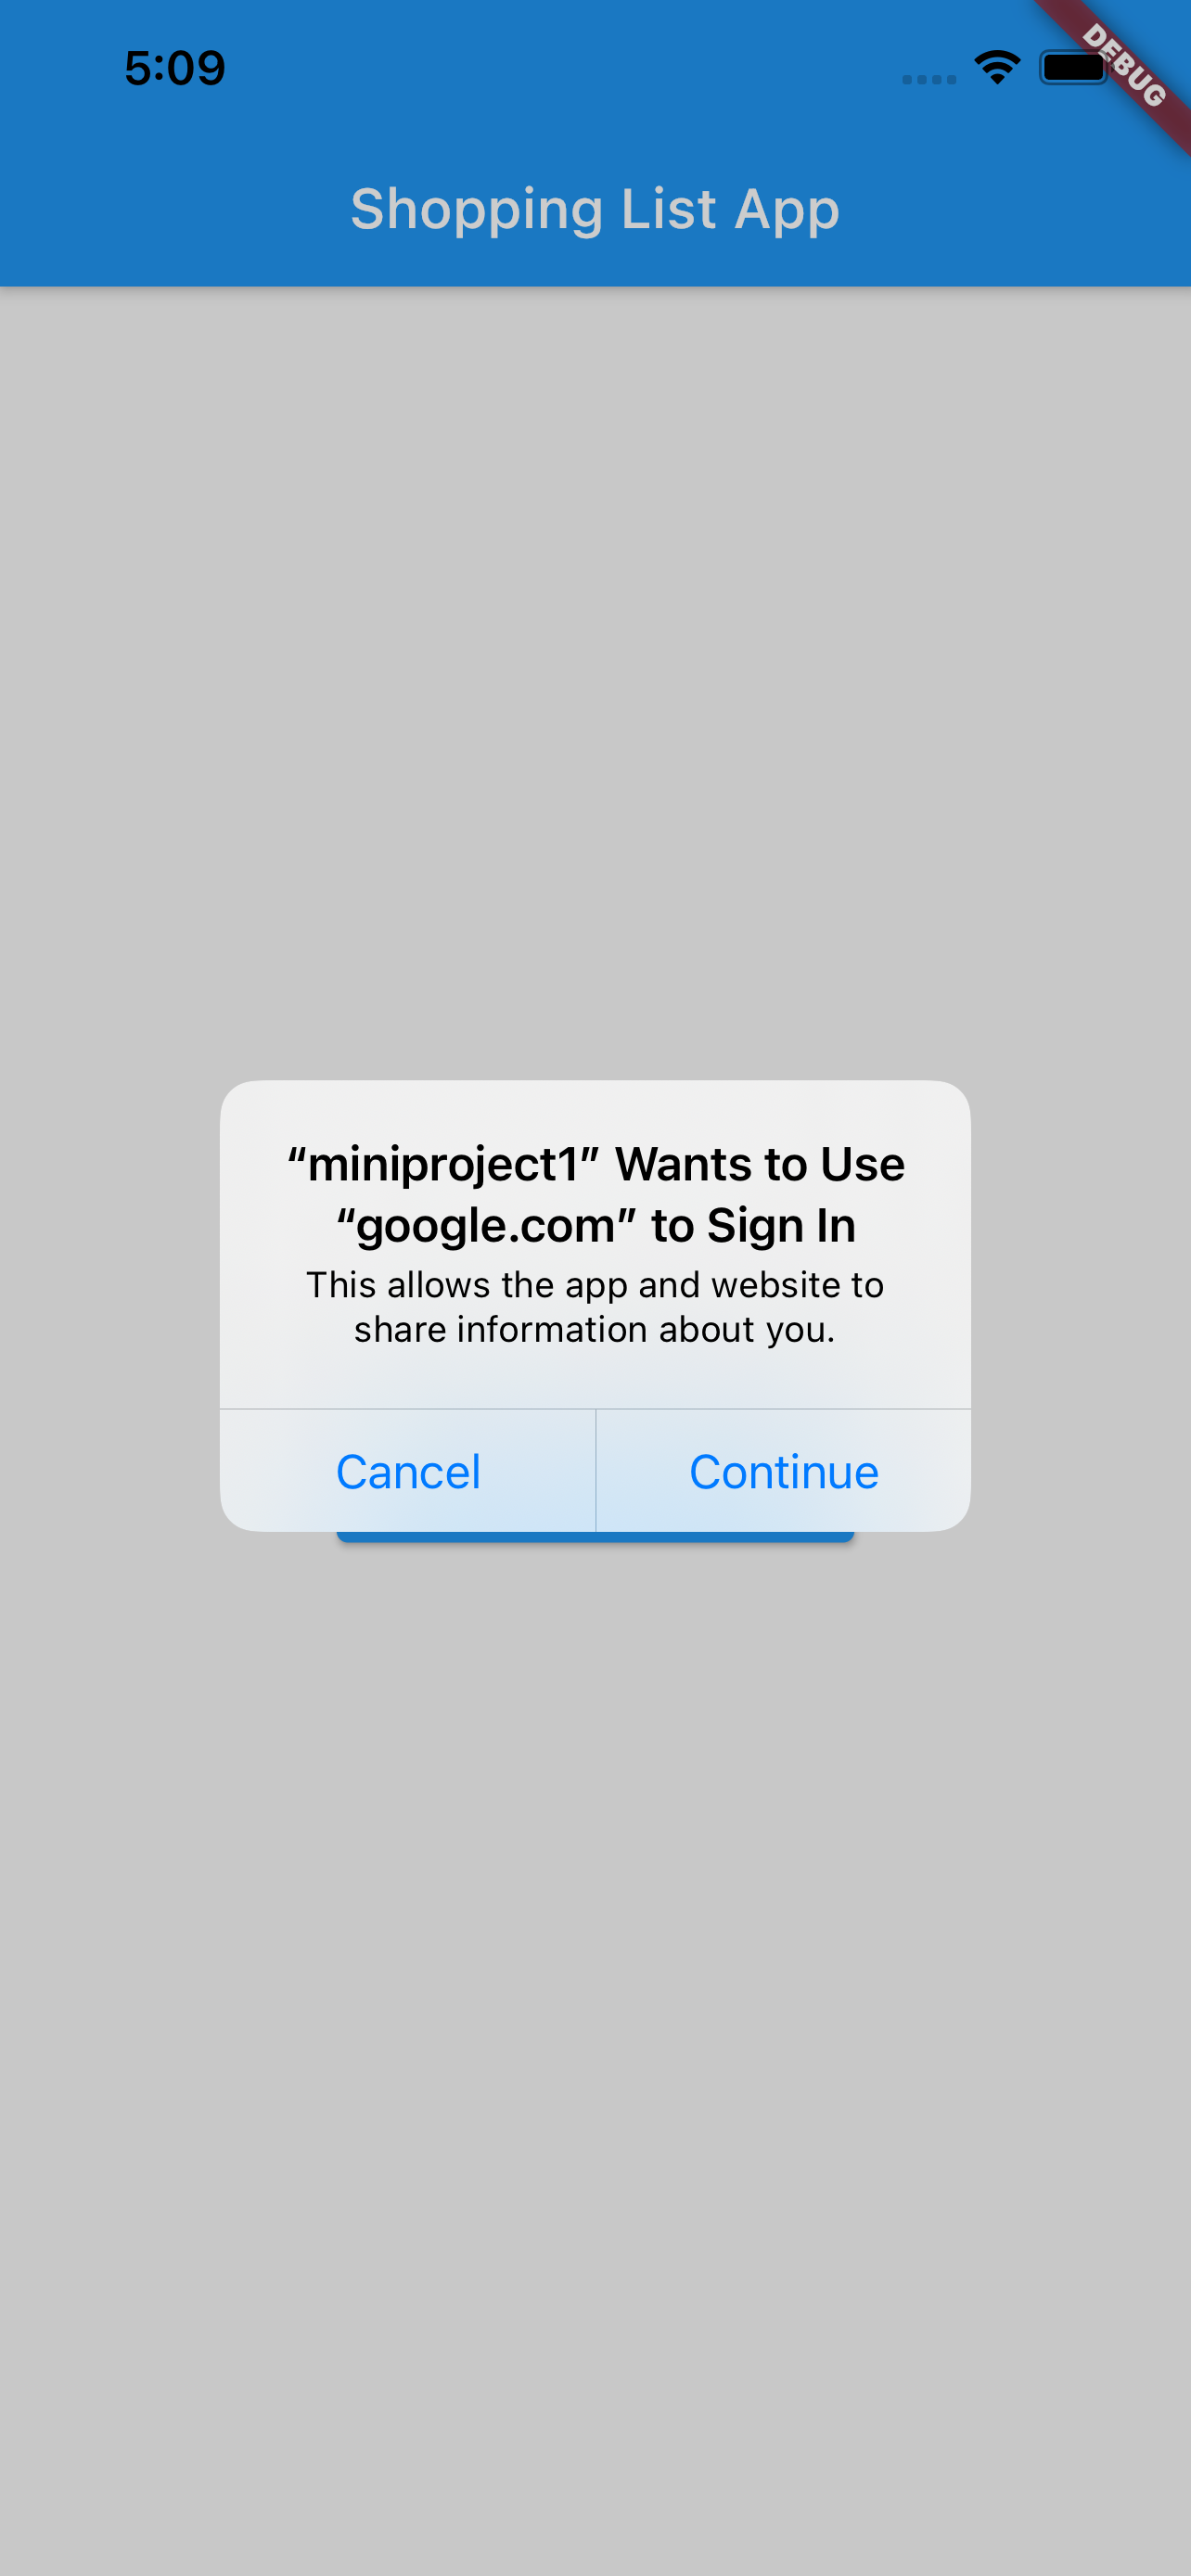 5:09
DEBUG
Shopping List App
“miniproject1” Wants to Use
“google.com” to Sign In
This allows the app and website to
share information about you.
Cancel
Continue